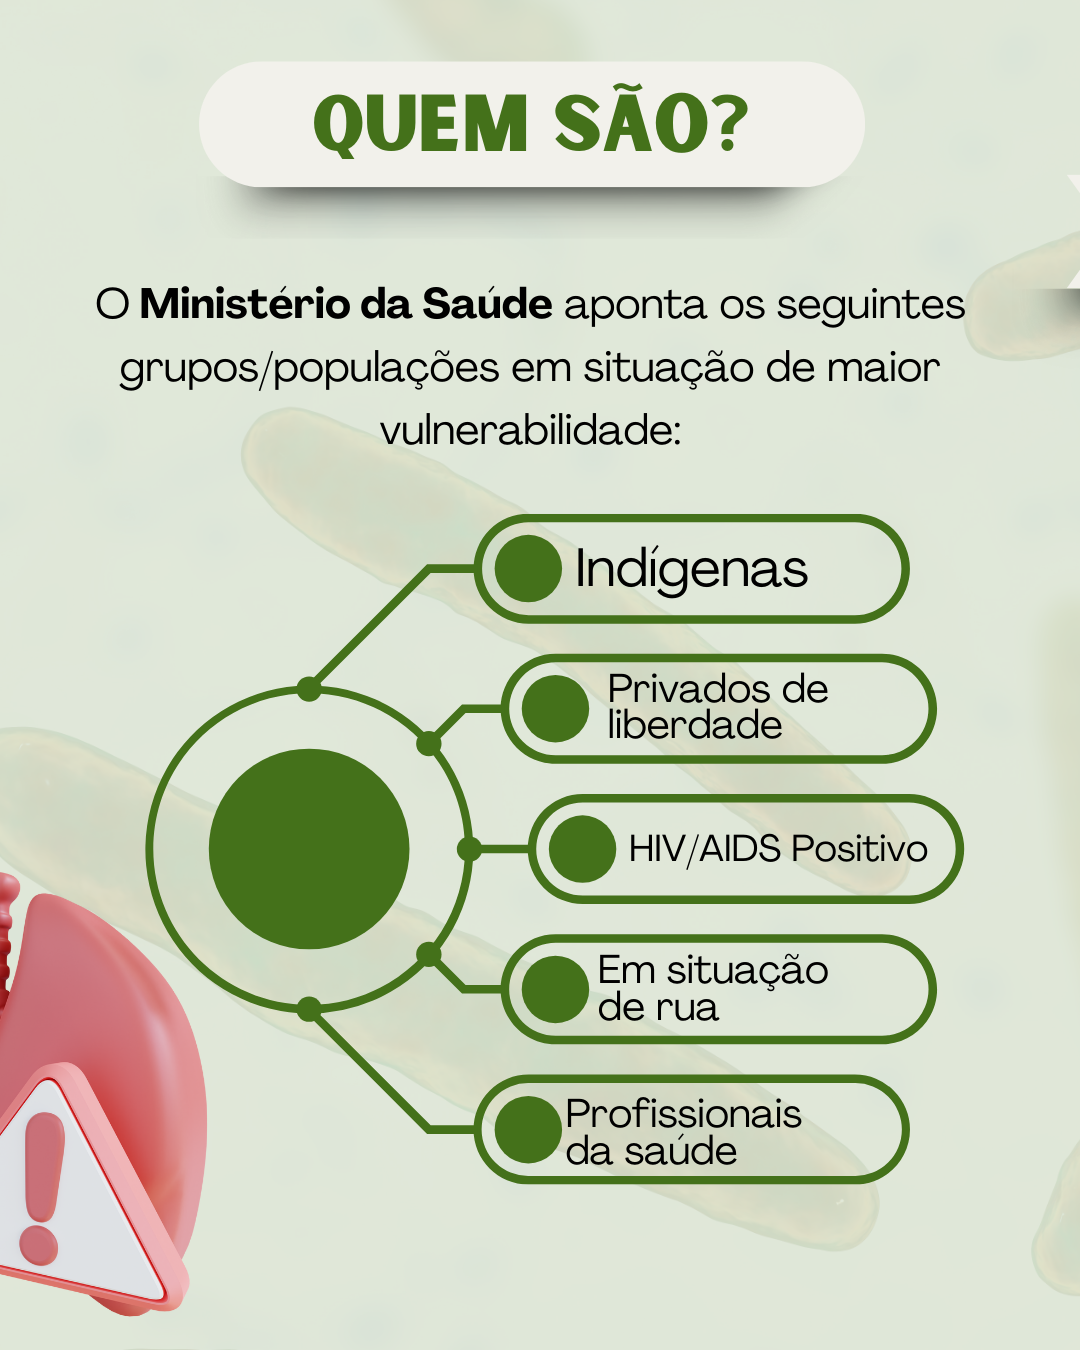 QUEM SÃO?
O Ministério da Saúde aponta os seguintes
grupos/populações em situação de maior
vulnerabilidade:
Indígenas
Privados de
liberdade
HIV/AIDS Positivo
Em situação
de rua
Profissionais
da saúde